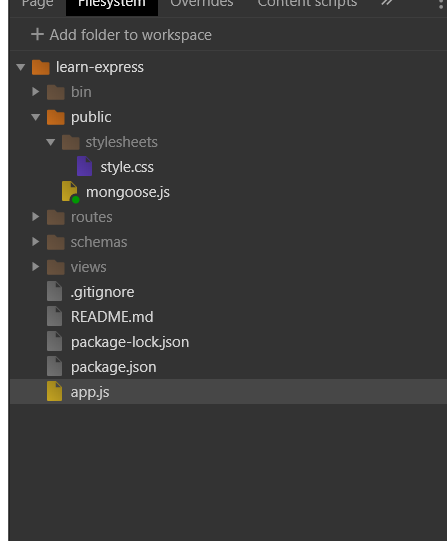 Page Filesystem Overrides Content scripts »
+ Add folder to workspace
learn-express
bin
public
stylesheets
style.css
mongoose.js
routes
schemas
views
.gitignore
README.md
package-lock.json
package.json
app.js